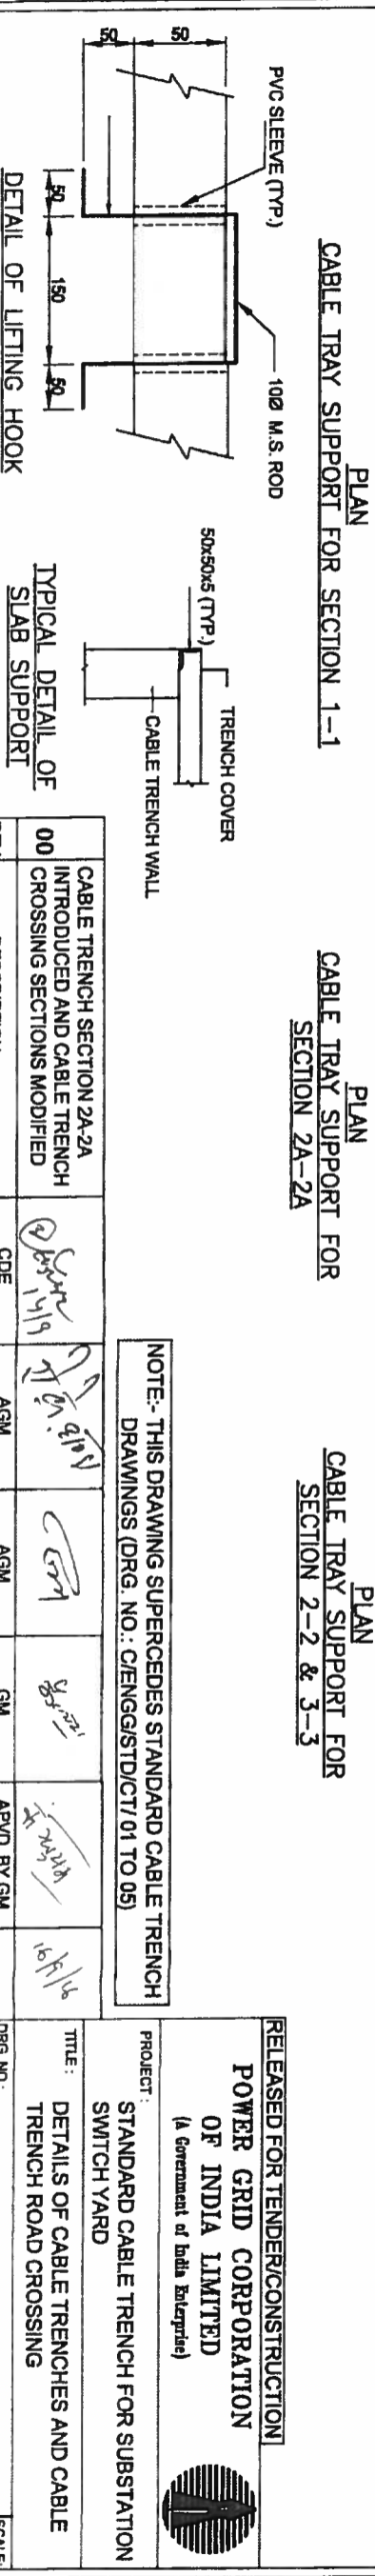 PLAN
CABLE TRAY SUPPORT FOR SECTION 1-1
PLAN
CABLE TRAY SUPPORT FOR
SECTION 2A-2A
PLAN
CABLE TRAY SUPPORT FOR
SECTION 2-2 & 3-3
50
50
PVC SLEEVE (TYP.)
10Ø M.S. ROD
50
150
50
DETAIL OF LIFTING HOOK
50x50x5 (TYP.)
TRENCH COVER
CABLE TRENCH WALL
TYPICAL DETAIL OF
SLAB SUPPORT
NOTE:- THIS DRAWING SUPERCEDES STANDARD CABLE TRENCH
DRAWINGS (DRG. NO.: C/ENGG/STD/CT/ 01 TO 05)
00
CABLE TRENCH SECTION 2A-2A
INTRODUCED AND CABLE TRENCH
CROSSING SECTIONS MODIFIED
14/9
16/9/16
CDE
AGM
AGM
GM
APVD. BY GM
RELEASED FOR TENDER/CONSTRUCTION
POWER GRID CORPORATION
OF INDIA LIMITED
(A Government of India Enterprise)
PROJECT :
STANDARD CABLE TRENCH FOR SUBSTATION
SWITCH YARD
TITLE :
DETAILS OF CABLE TRENCHES AND CABLE
TRENCH ROAD CROSSING
DRG. NO.:
SCALE: